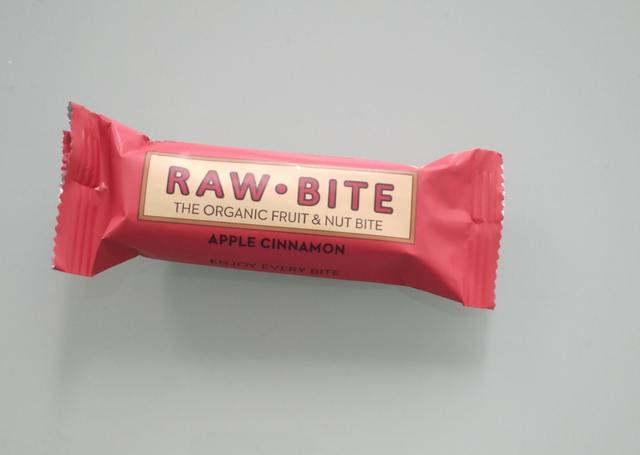 RAW•BITE
THE ORGANIC FRUIT & NUT BITE
APPLE CINNAMON
ENJOY EVERY BITE